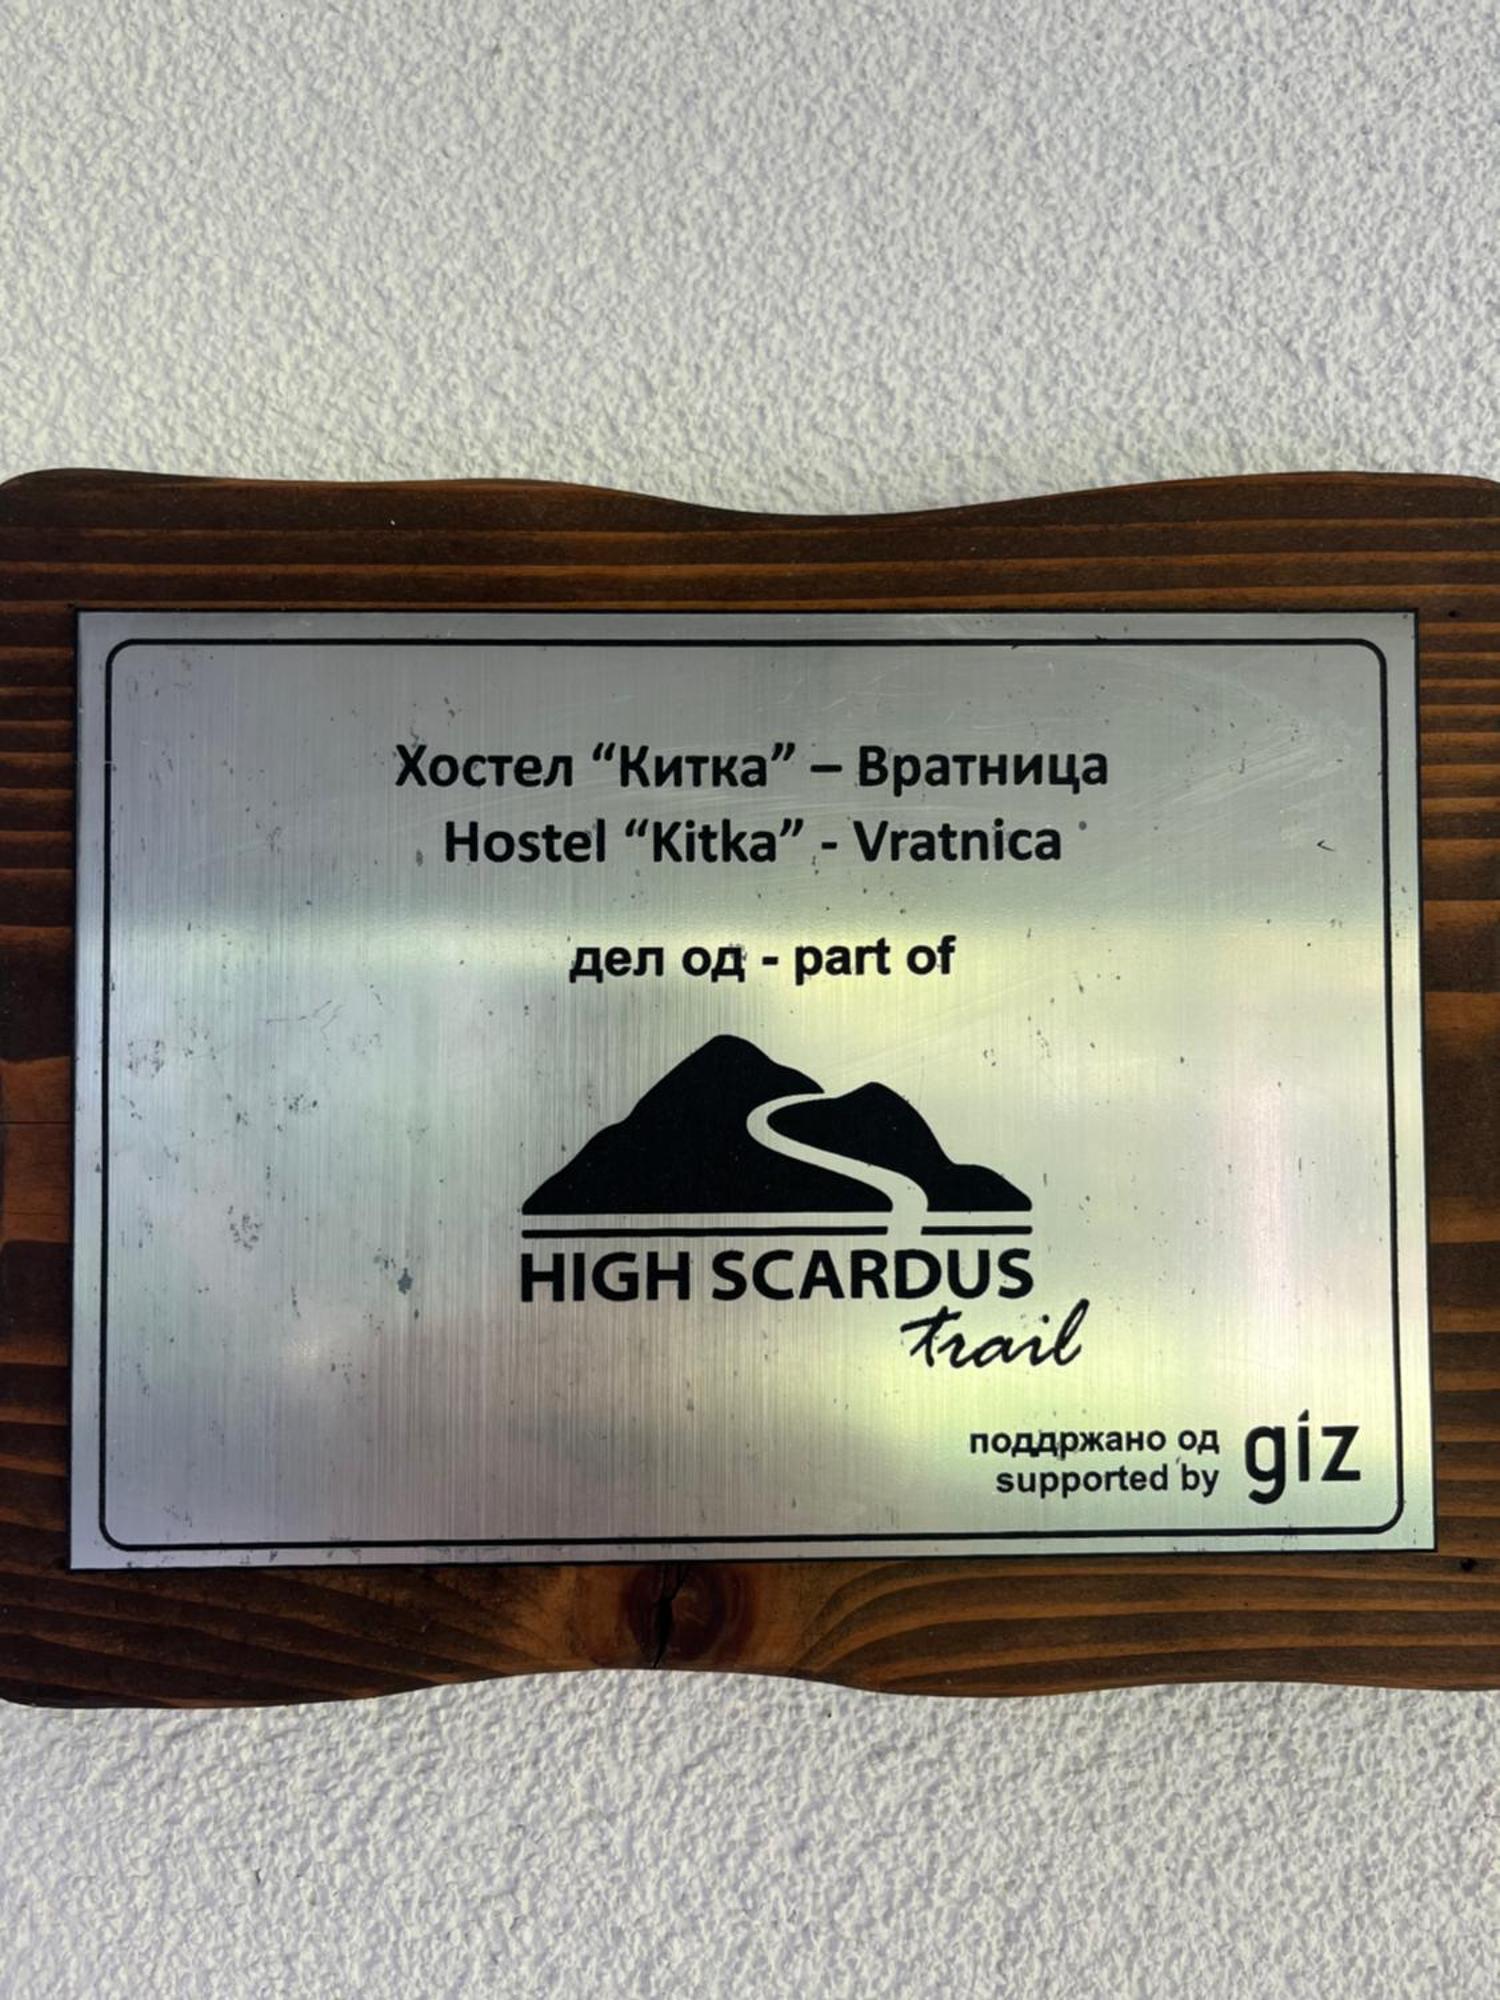 Хостел “Китка” – Вратница
Hostel “Kitka” - Vratnica
дел од - part of
HIGH SCARDUS
trail
поддржано од
supported by
giz